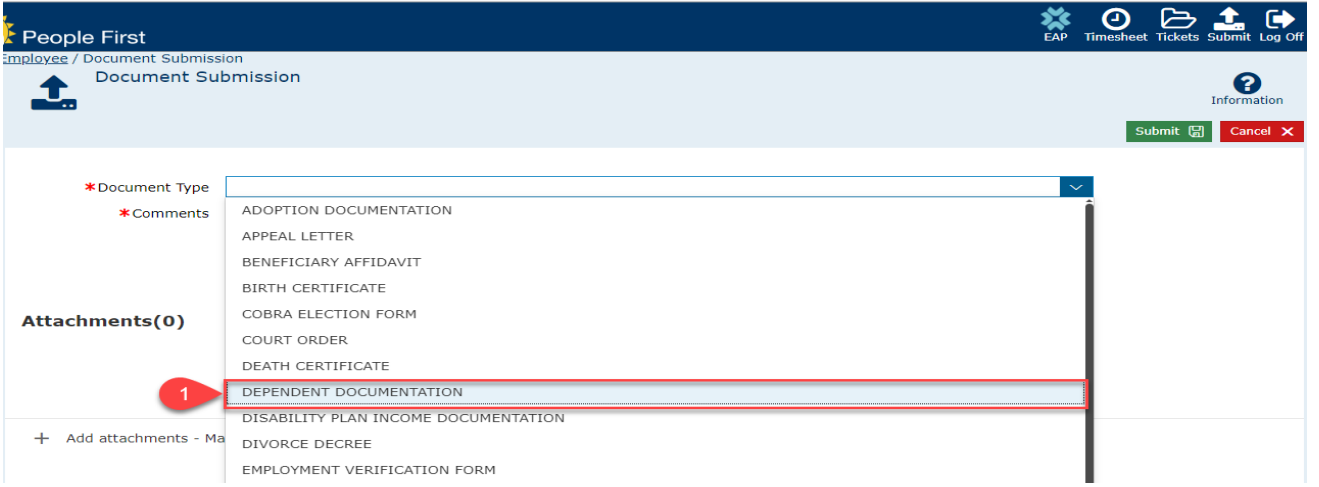 People First
EAP Timesheet Tickets Submit Log Off
Employee / Document Submission
Document Submission
Information
Submit Cancel
*Document Type
*Comments
ADOPTION DOCUMENTATION
APPEAL LETTER
BENEFICIARY AFFIDAVIT
BIRTH CERTIFICATE
COBRA ELECTION FORM
Attachments(0)
COURT ORDER
DEATH CERTIFICATE
1 DEPENDENT DOCUMENTATION
DISABILITY PLAN INCOME DOCUMENTATION
+ Add attachments - Ma
DIVORCE DECREE
EMPLOYMENT VERIFICATION FORM